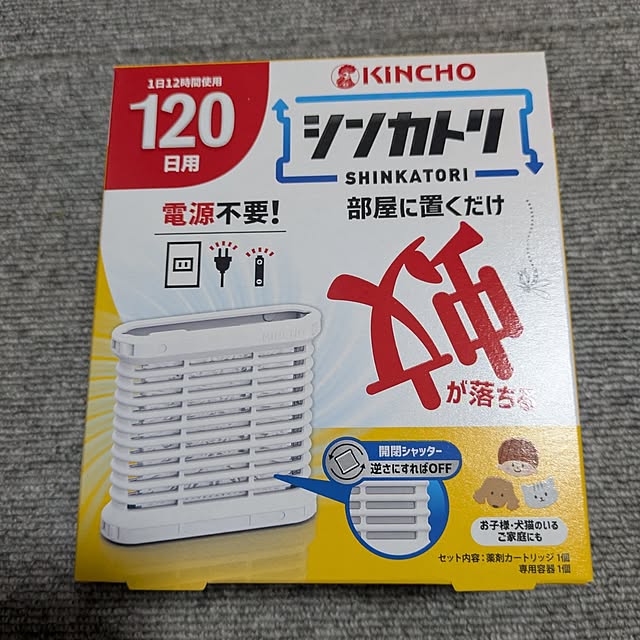 1日12時間使用
120
日用
KINCHO
シンカトリ
SHINKATORI
電源不要!
部屋に置くだけ
蚊
が落ちる
KINCHO
開閉シャッター
逆さにすればOFF
お子様・犬猫のいる
ご家庭にも
セット内容:薬剤カートリッジ 1個
専用容器 1個